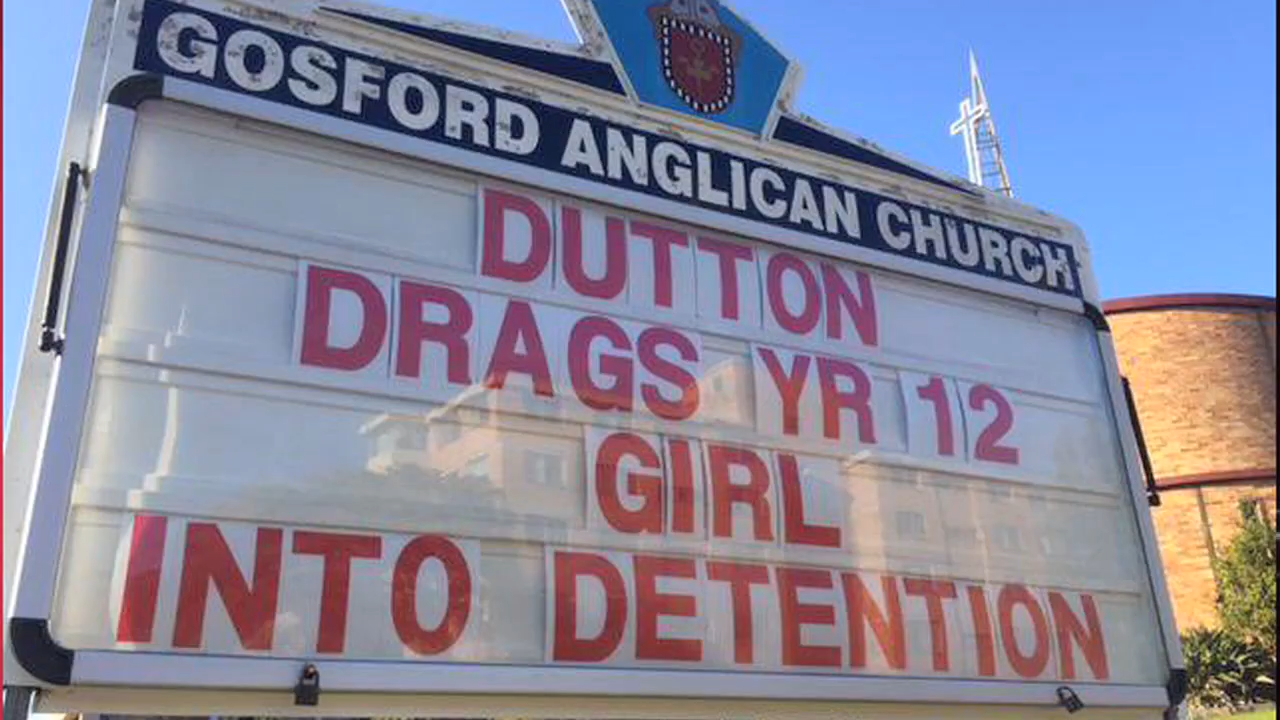 GOSFORD ANGLICAN CHURCH
DUTTON
DRAGS YR 12
GIRL
INTO DETENTION